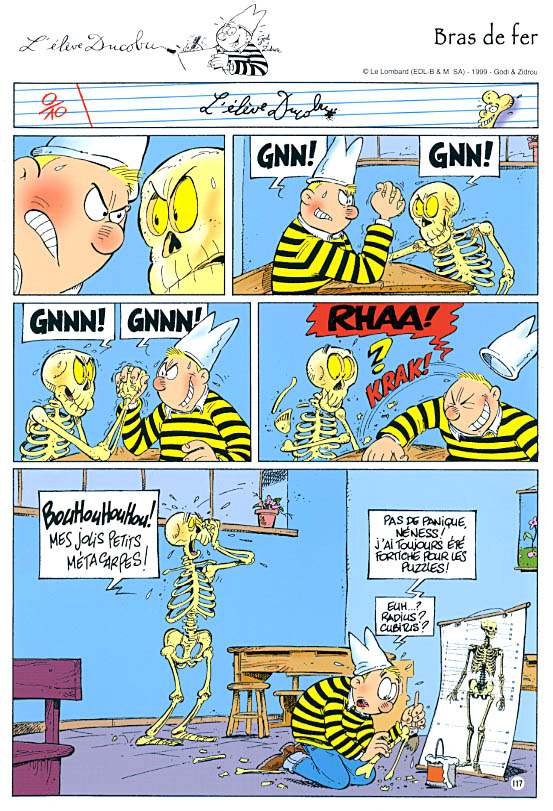 L'élève Ducobu
Bras de fer
© Le Lombard (EDL-B & M SA) - 1999 - Godi & Zidrou
0/10
L'élève Ducobu
GNN!
GNN!
GNNN!
GNNN!
RHAA!
?
KRAK!
BOUHOUHOUHOU!
MES JOLIS PETITS
MÉTACARPES!
PAS DE PANIQUE,
NÉNESS!
J'AI TOUJOURS ÉTÉ
FORTICHE POUR LES
PUZZLES!
EUH...?
RADIUS?
CUBITUS?
117